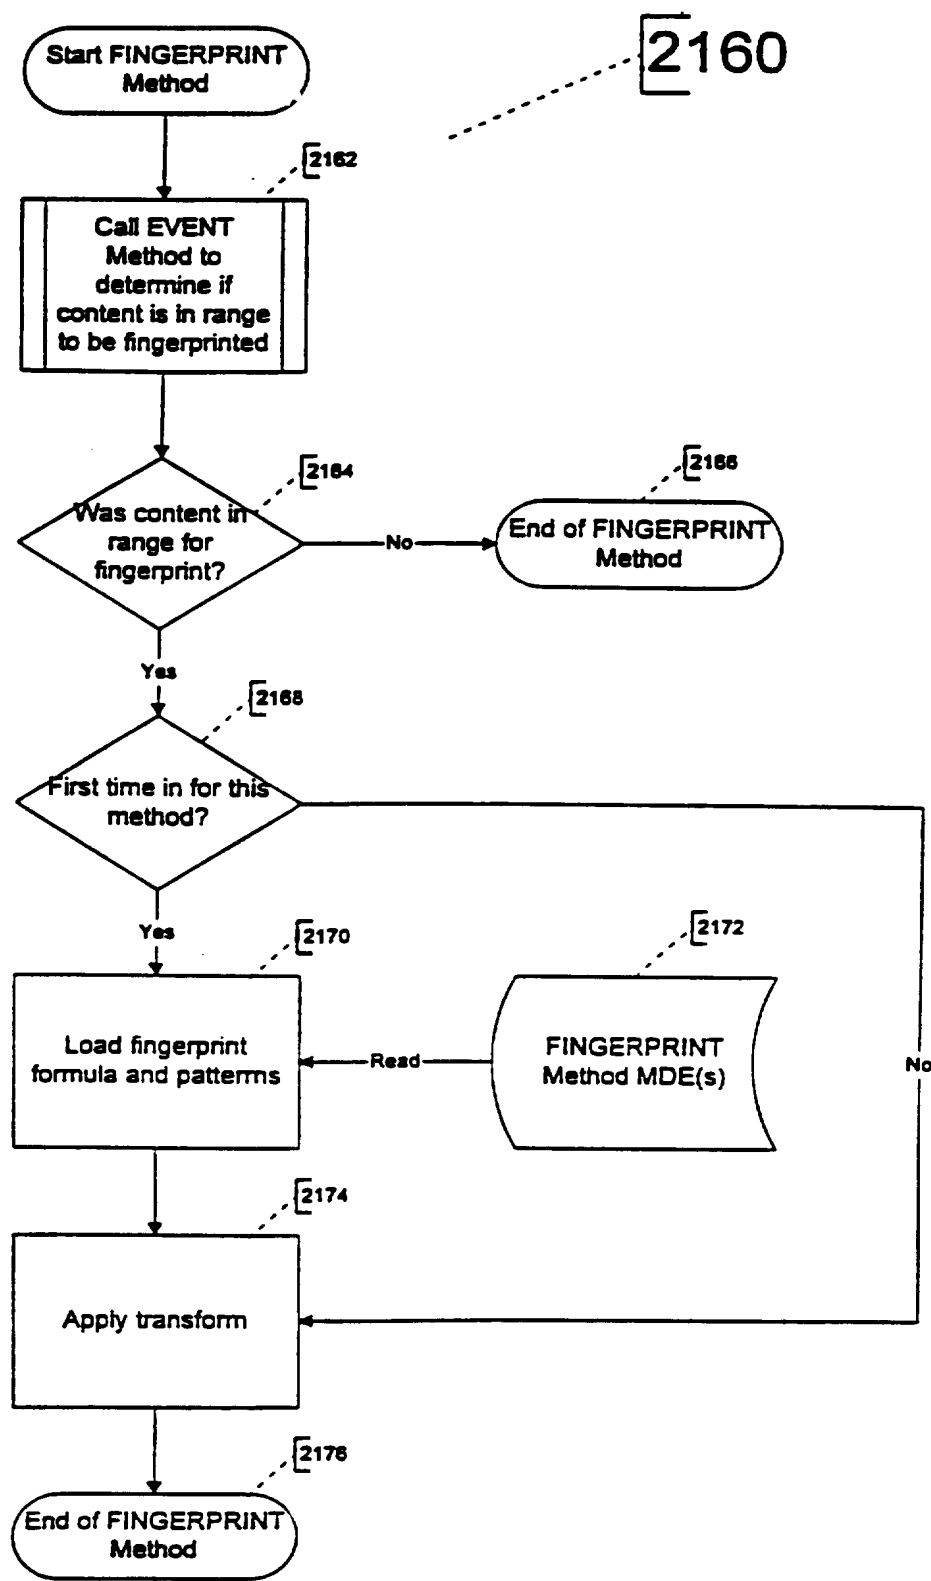 Start FINGERPRINT
Method
2160
2162
Call EVENT
Method to
determine if
content is in range
to be fingerprinted
2164
Was content in
range for
fingerprint?
No
2166
End of FINGERPRINT
Method
Yes
2168
First time in for this
method?
Yes
2170
Load fingerprint
formula and patterms
Read
2172
FINGERPRINT
Method MDE(s)
No
2174
Apply transform
2176
End of FINGERPRINT
Method